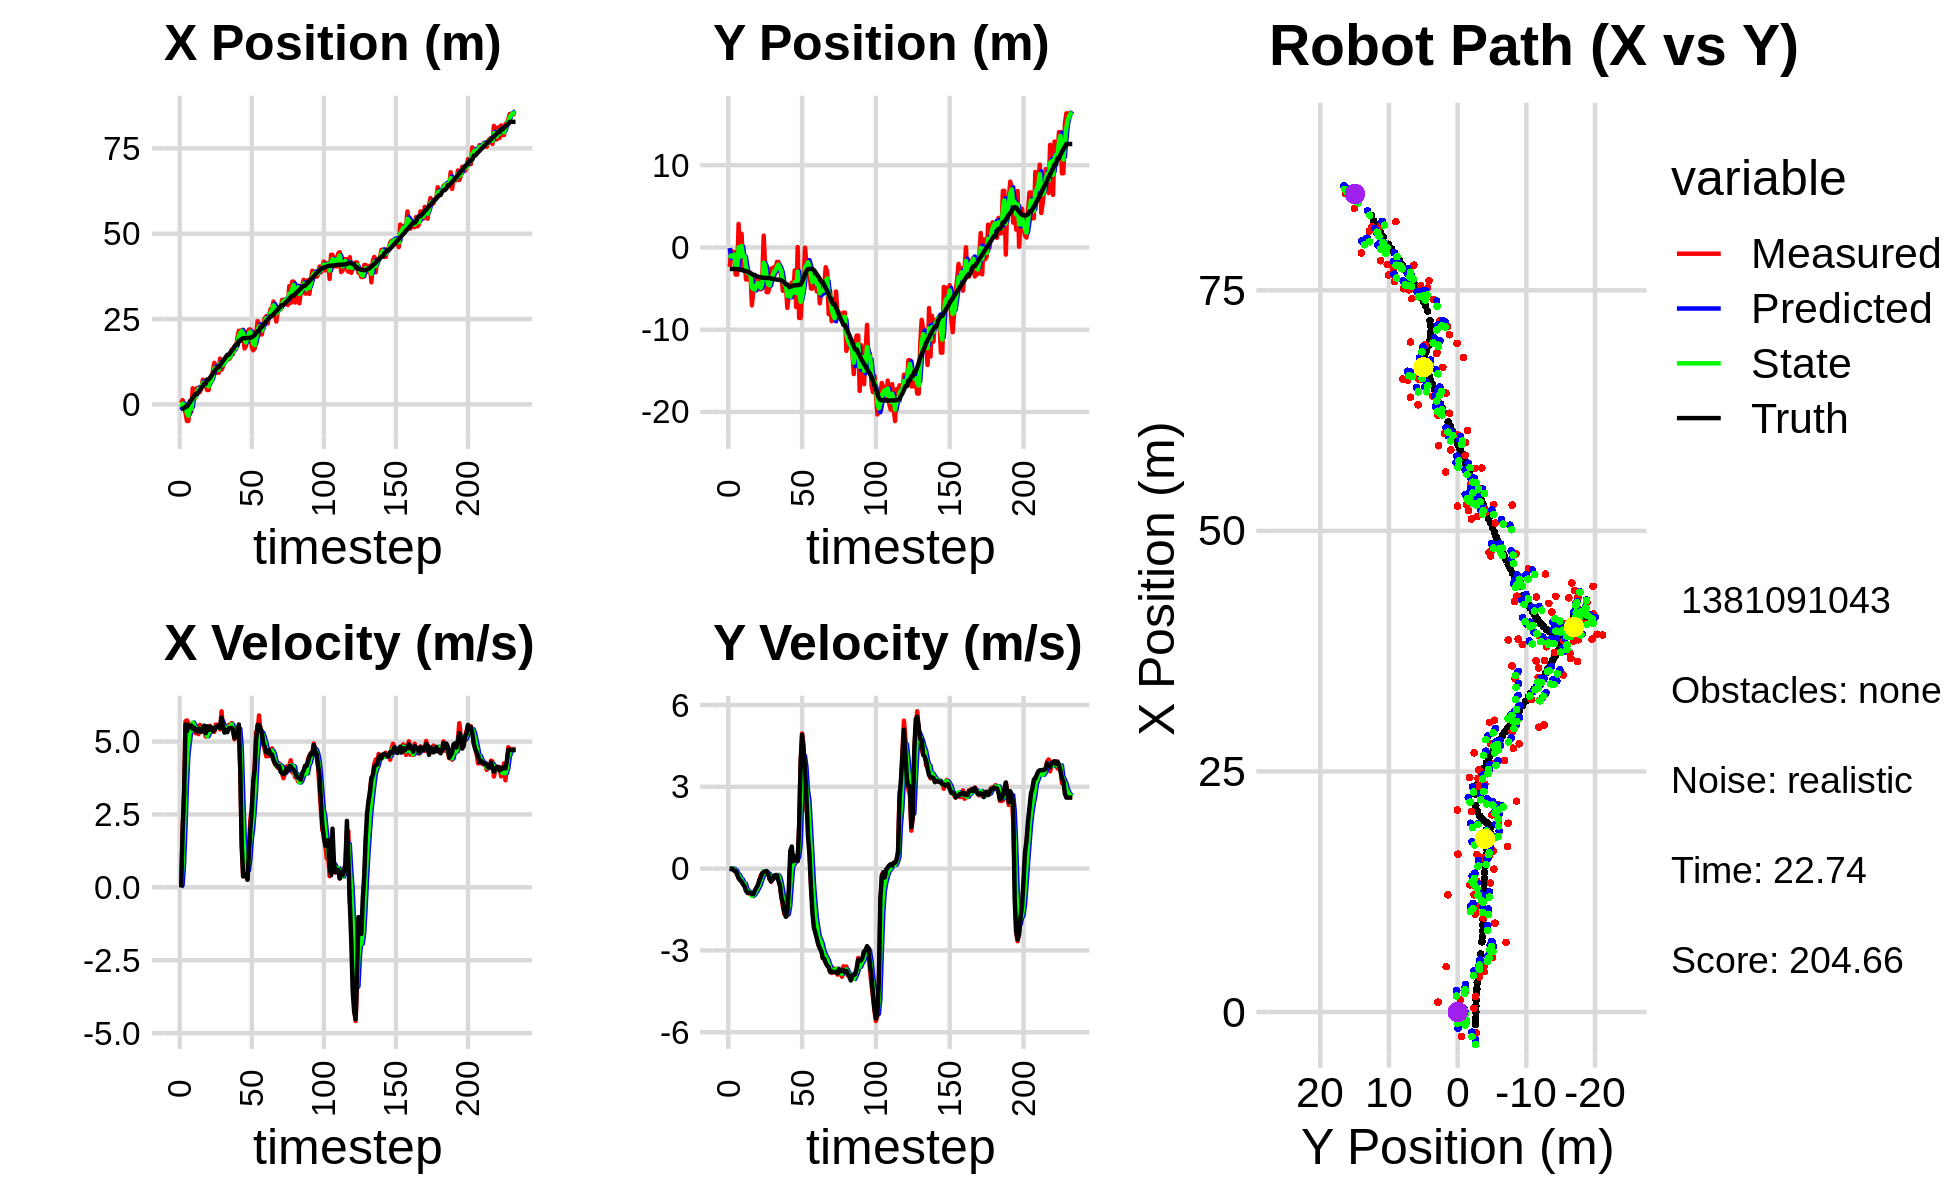 X Position (m)
75
50
25
0
0 50 100 150 200
timestep
Y Position (m)
10
0
-10
-20
0 50 100 150 200
timestep
X Velocity (m/s)
5.0
2.5
0.0
-2.5
-5.0
0 50 100 150 200
timestep
Y Velocity (m/s)
6
3
0
-3
-6
0 50 100 150 200
timestep
Robot Path (X vs Y)
X Position (m)
75
50
25
0
20 10 0 -10 -20
Y Position (m)
variable
Measured
Predicted
State
Truth
1381091043
Obstacles: none
Noise: realistic
Time: 22.74
Score: 204.66